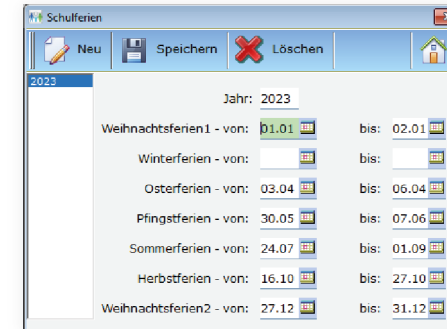 Schulferien
Neu Speichern Löschen
2023
Jahr: 2023
Weihnachtsferien1 - von: 01.01 bis: 02.01
Winterferien - von: bis:
Osterferien - von: 03.04 bis: 06.04
Pfingstferien - von: 30.05 bis: 07.06
Sommerferien - von: 24.07 bis: 01.09
Herbstferien - von: 16.10 bis: 27.10
Weihnachtsferien2 - von: 27.12 bis: 31.12